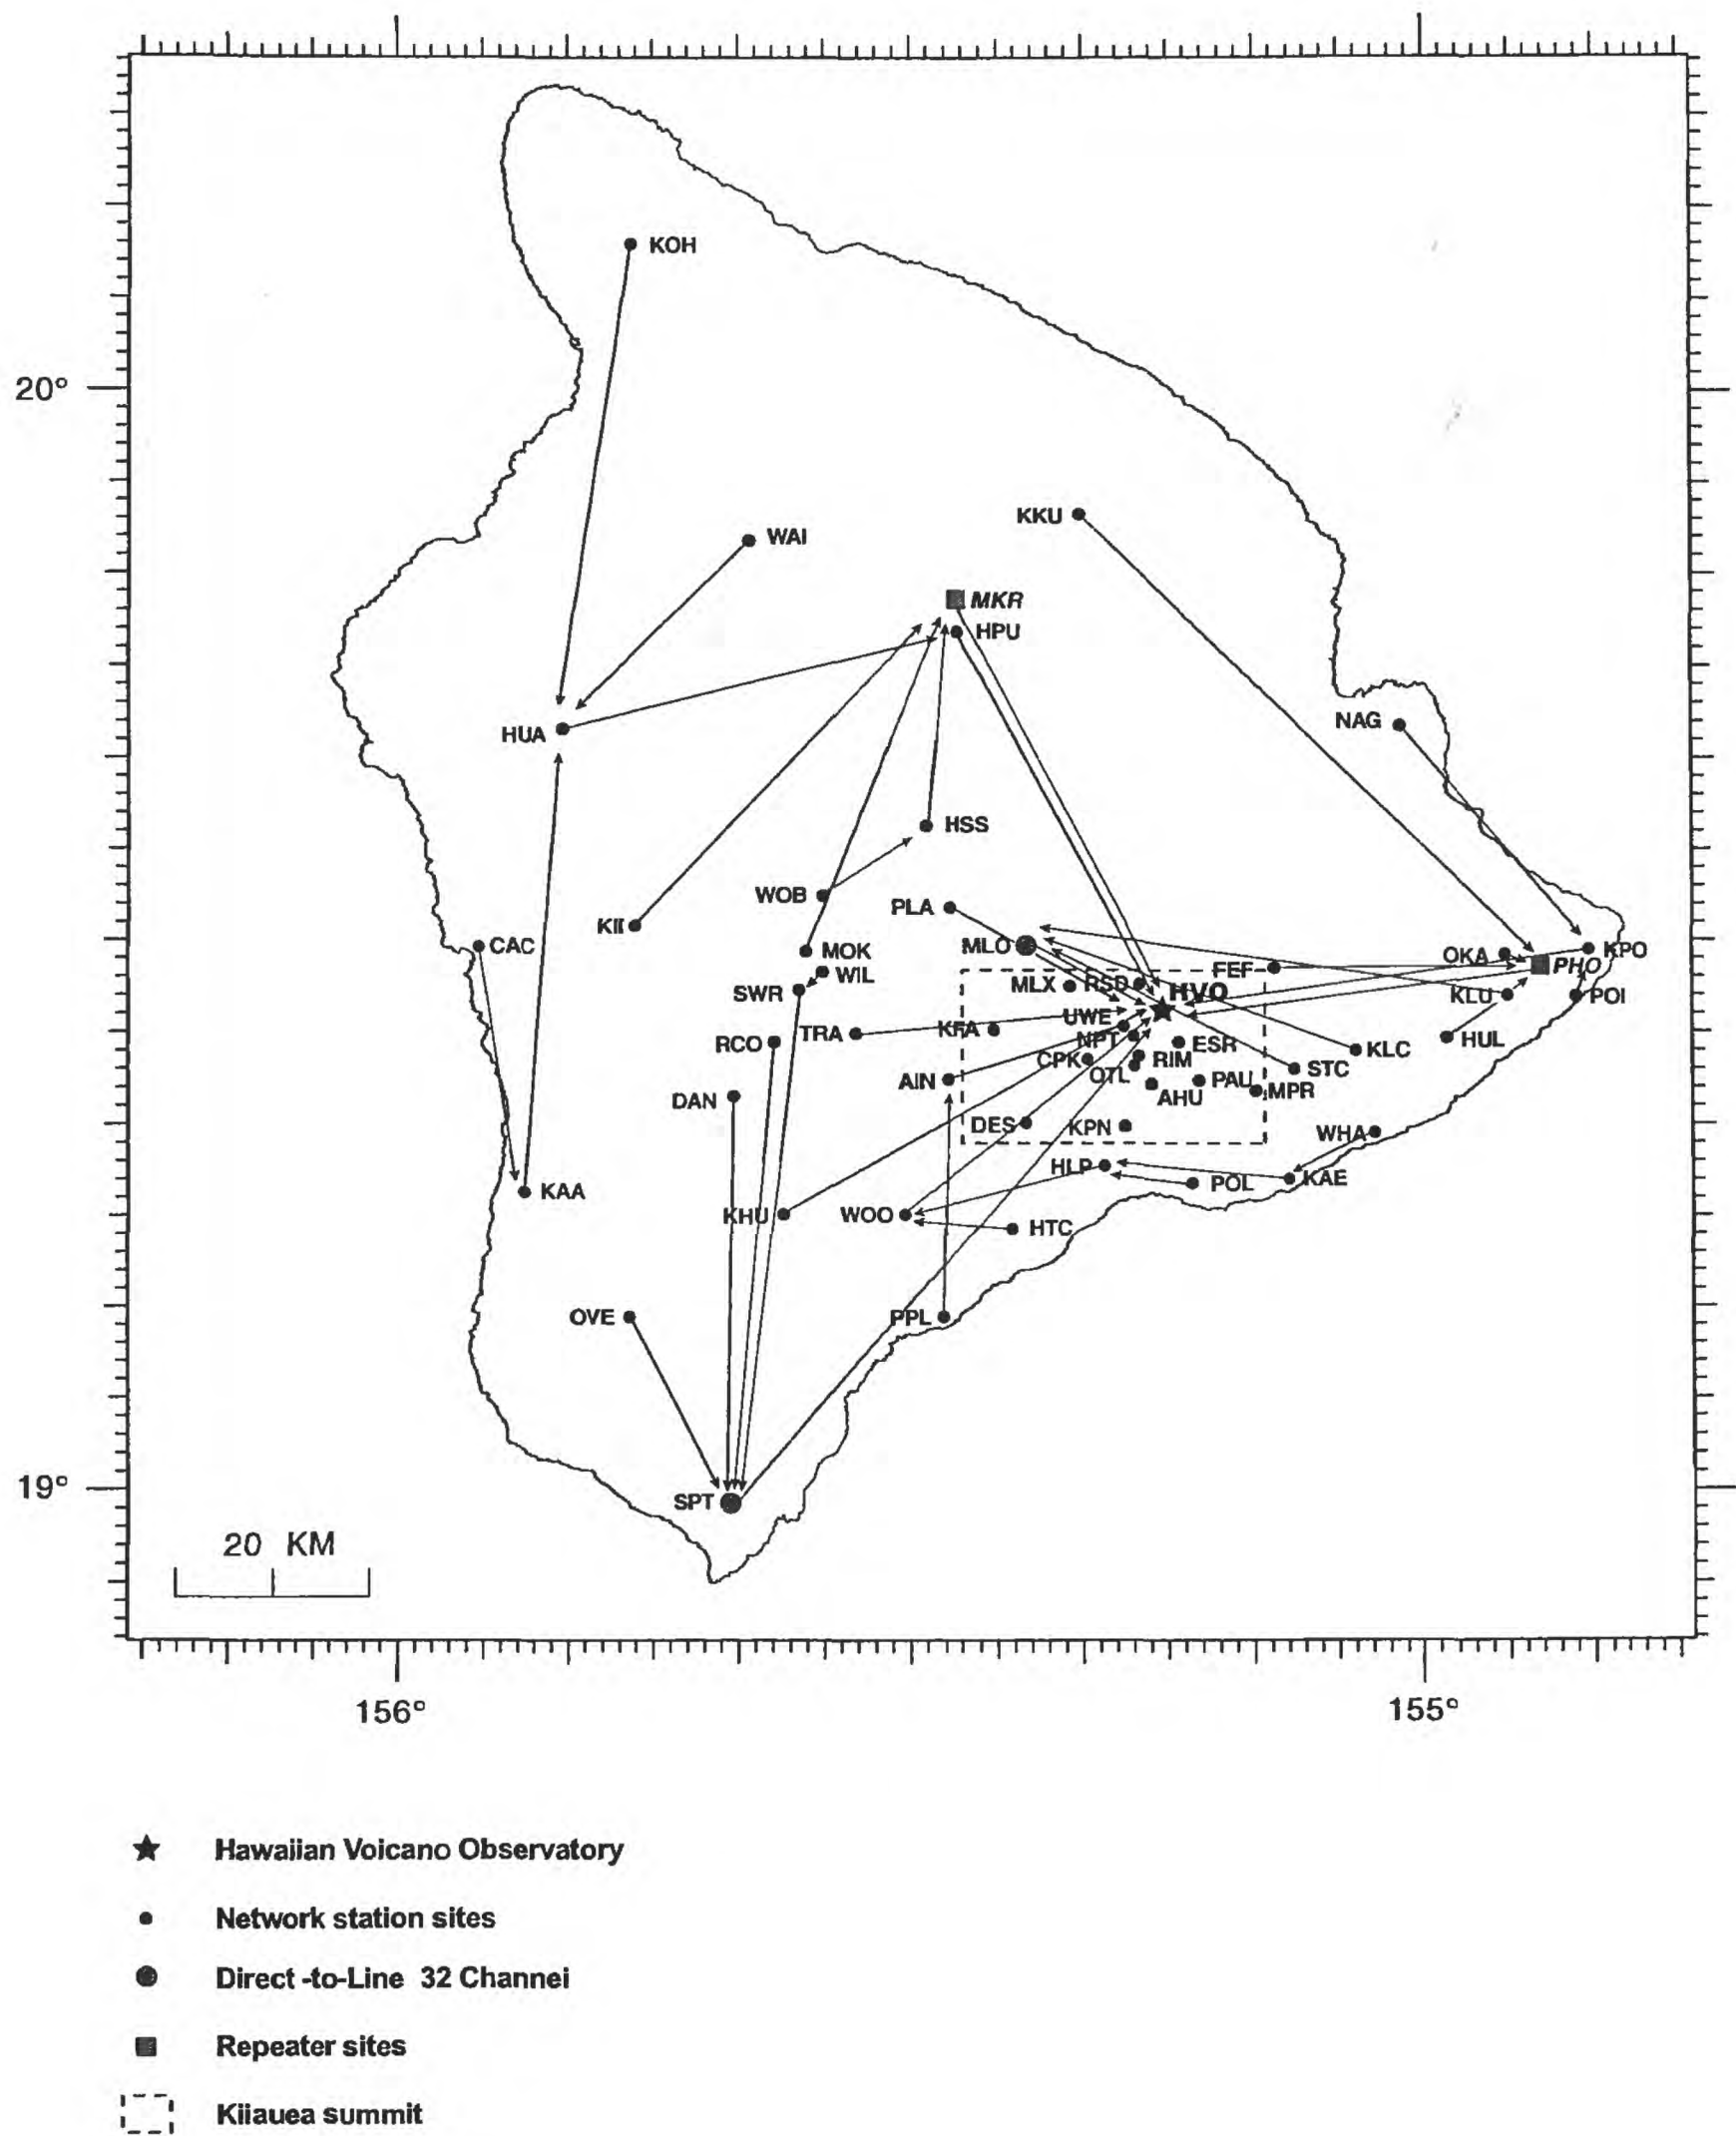 KOH
20°
KKU
WAI
MKR
HPU
NAG
HUA
HSS
WOB
PLA
KII
CAC
MLO
OKA
KPO
MOK
FEF
PHO
WIL
SWR
MLX
RSD
HVO
KLU
POI
UWE
TRA
KFA
NPT
ESR
HUL
RCO
KLC
CPK
RIM
STC
AIN
OTL
PAU
MPR
DAN
AHU
DES
KPN
WHA
HLP
KAE
KAA
POL
KHU
WOO
HTC
OVE
PPL
19°
SPT
20 KM
156°
155°
Hawaiian Voicano Observatory
Network station sites
Direct -to-Line 32 Channei
Repeater sites
Kiiauea summit